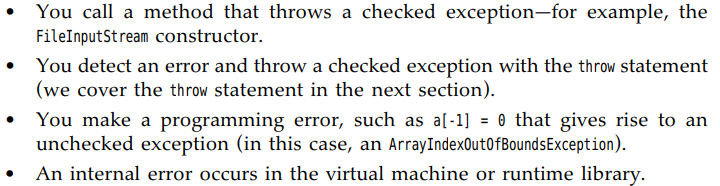 • You call a method that throws a checked exception—for example, the
FileInputStream constructor.
• You detect an error and throw a checked exception with the throw statement
(we cover the throw statement in the next section).
• You make a programming error, such as a[-1] = 0 that gives rise to an
unchecked exception (in this case, an ArrayIndexOutOfBoundsException).
• An internal error occurs in the virtual machine or runtime library.